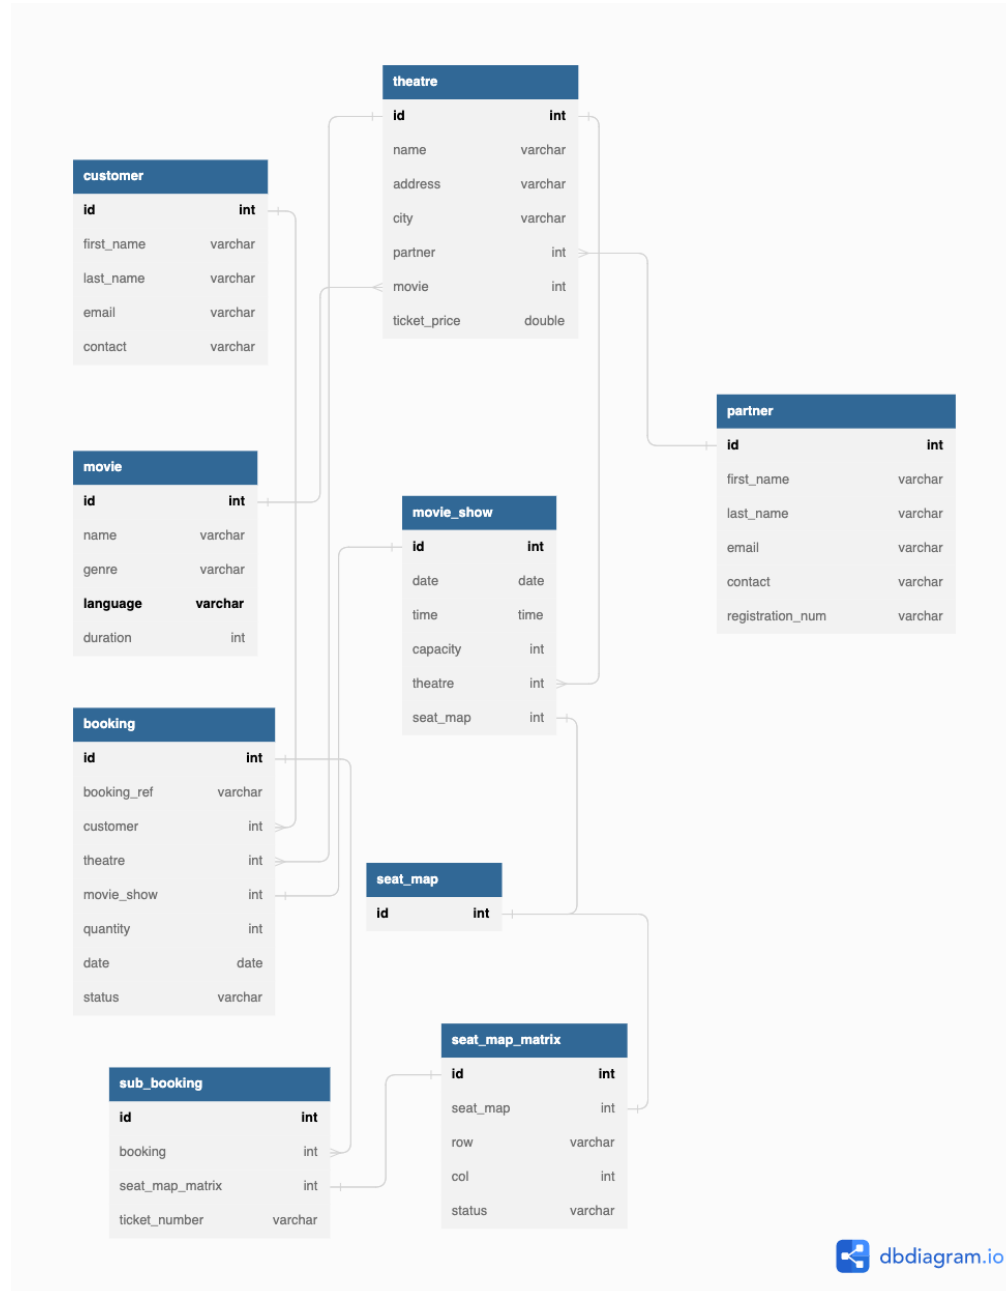 theatre
id int
name varchar
address varchar
city varchar
partner int
movie int
ticket_price double
customer
id int
first_name varchar
last_name varchar
email varchar
contact varchar
partner
id int
first_name varchar
last_name varchar
email varchar
contact varchar
registration_num varchar
movie
id int
name varchar
genre varchar
language varchar
duration int
movie_show
id int
date date
time time
capacity int
theatre int
seat_map int
booking
id int
booking_ref varchar
customer int
theatre int
movie_show int
quantity int
date date
status varchar
seat_map
id int
seat_map_matrix
id int
seat_map int
row varchar
col int
status varchar
sub_booking
id int
booking int
seat_map_matrix int
ticket_number varchar
dbdiagram.io